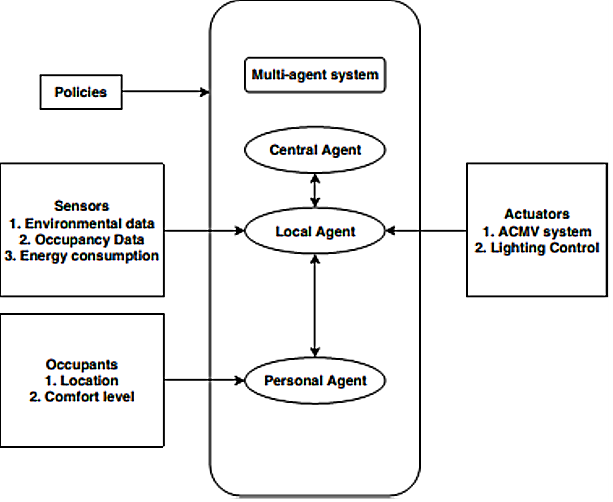 Multi-agent system
Policies
Central Agent
Sensors
1. Environmental data
2. Occupancy Data
3. Energy consumption
Local Agent
Actuators
1. ACMV system
2. Lighting Control
Occupants
1. Location
2. Comfort level
Personal Agent